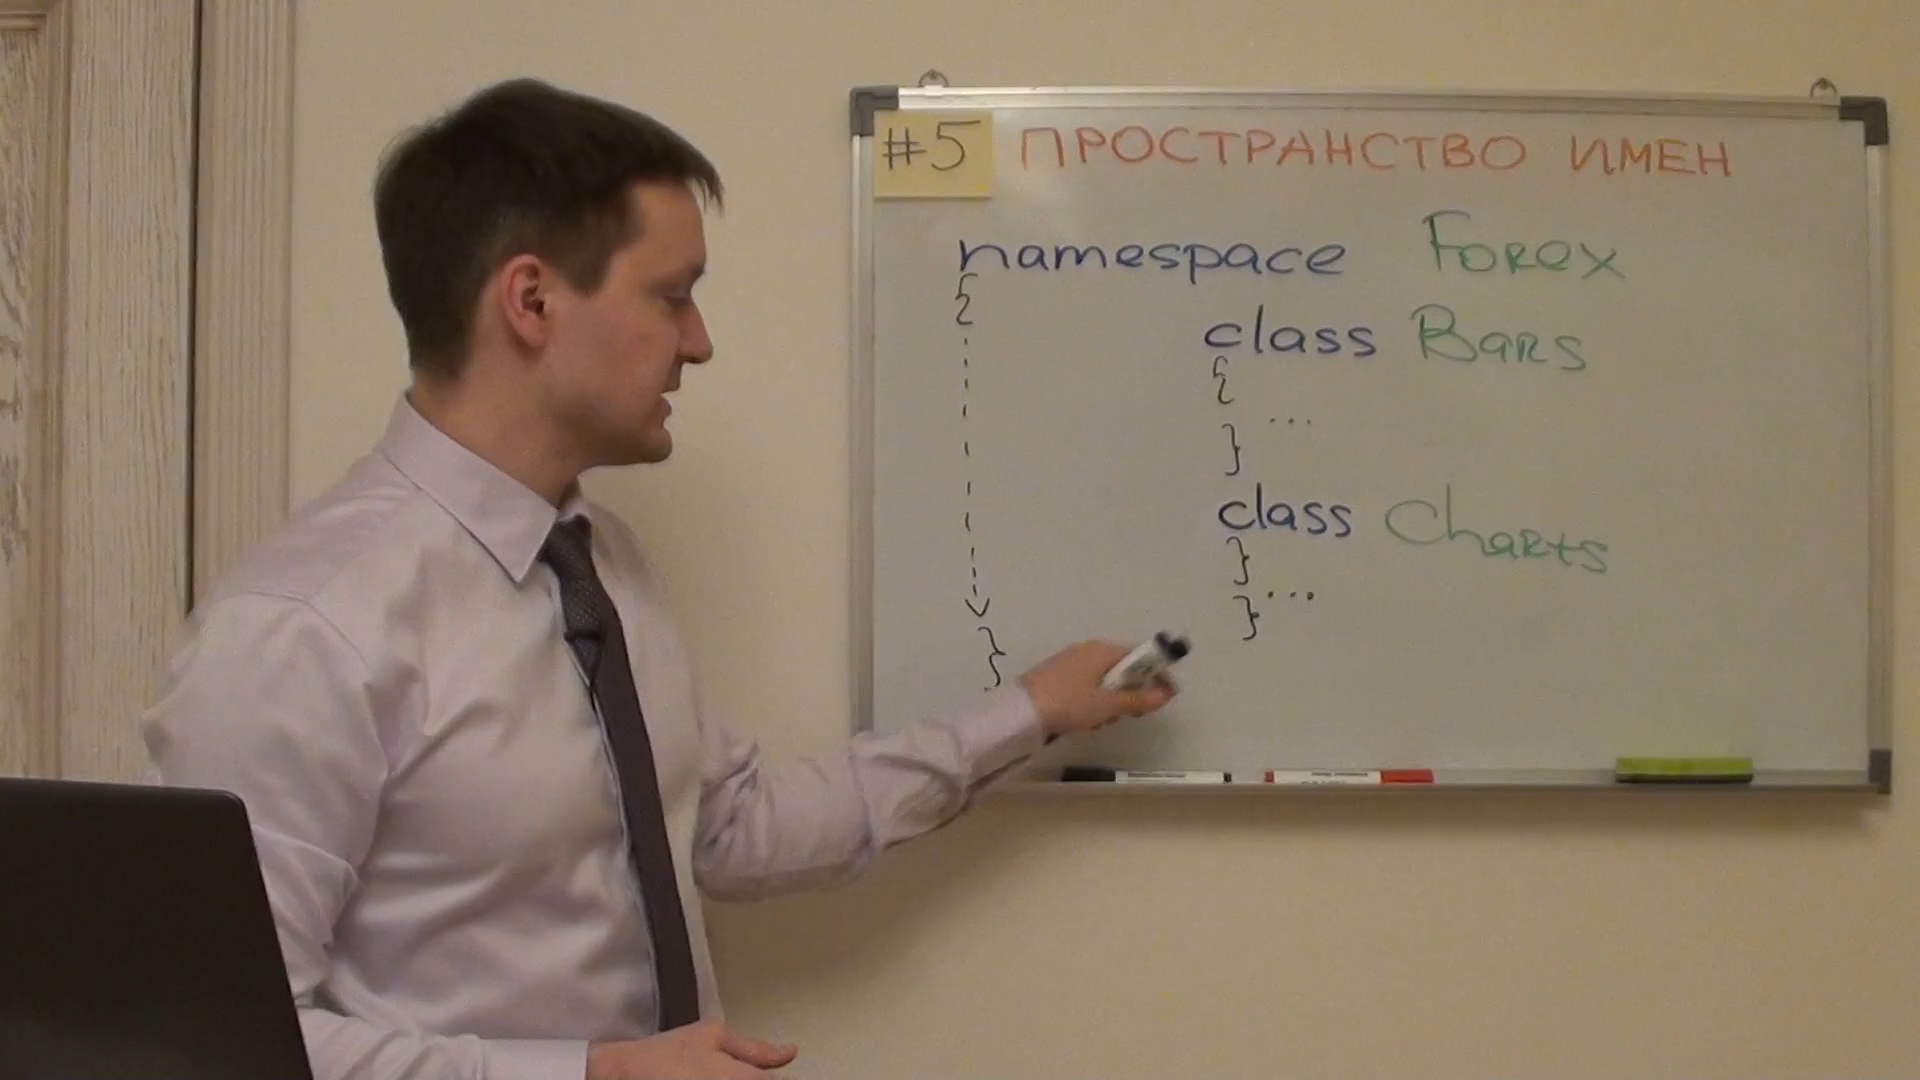 #5 ПРОСТРАНСТВО ИМЕН
namespace Forex
{
class Bars
{
...
}
class Charts
}
...
}
}